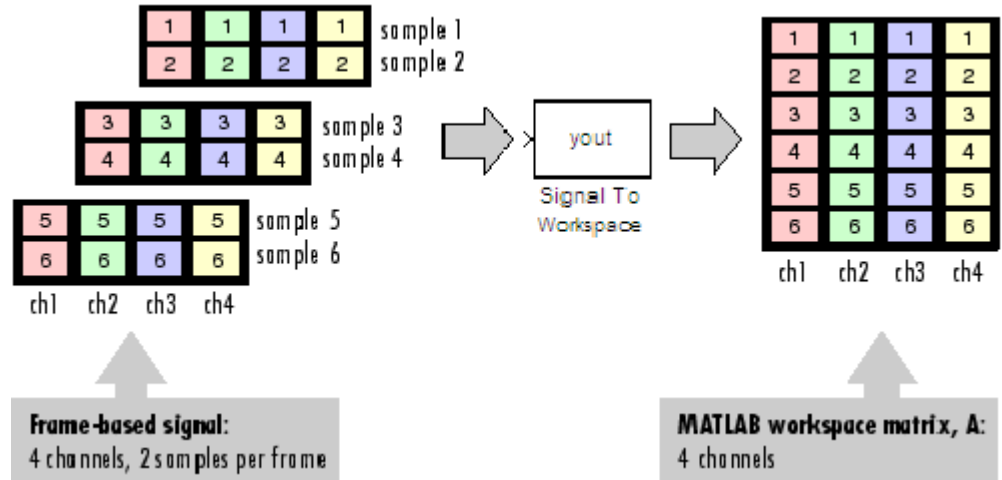 1 1 1 1 sample 1
2 2 2 2 sample 2
3 3 3 3 sample 3
4 4 4 4 sample 4
5 5 5 5 sample 5
6 6 6 6 sample 6
ch1 ch2 ch3 ch4
Frame-based signal:
4 channels, 2 samples per frame
yout
Signal To
Workspace
1 1 1 1
2 2 2 2
3 3 3 3
4 4 4 4
5 5 5 5
6 6 6 6
ch1 ch2 ch3 ch4
MATLAB workspace matrix, A:
4 channels